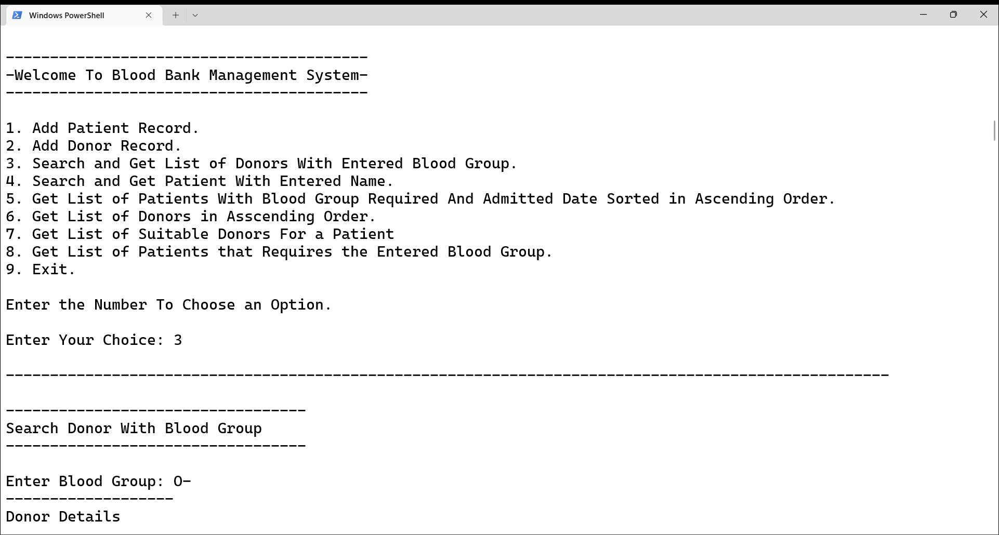 Windows PowerShell
-----------------------------------------
-Welcome To Blood Bank Management System-
-----------------------------------------
1. Add Patient Record.
2. Add Donor Record.
3. Search and Get List of Donors With Entered Blood Group.
4. Search and Get Patient With Entered Name.
5. Get List of Patients With Blood Group Required And Admitted Date Sorted in Ascending Order.
6. Get List of Donors in Asscending Order.
7. Get List of Suitable Donors For a Patient
8. Get List of Patients that Requires the Entered Blood Group.
9. Exit.
Enter the Number To Choose an Option.
Enter Your Choice: 3
----------------------------------------------------------------------------------------------------
----------------------------------
Search Donor With Blood Group
----------------------------------
Enter Blood Group: O-
-------------------
Donor Details